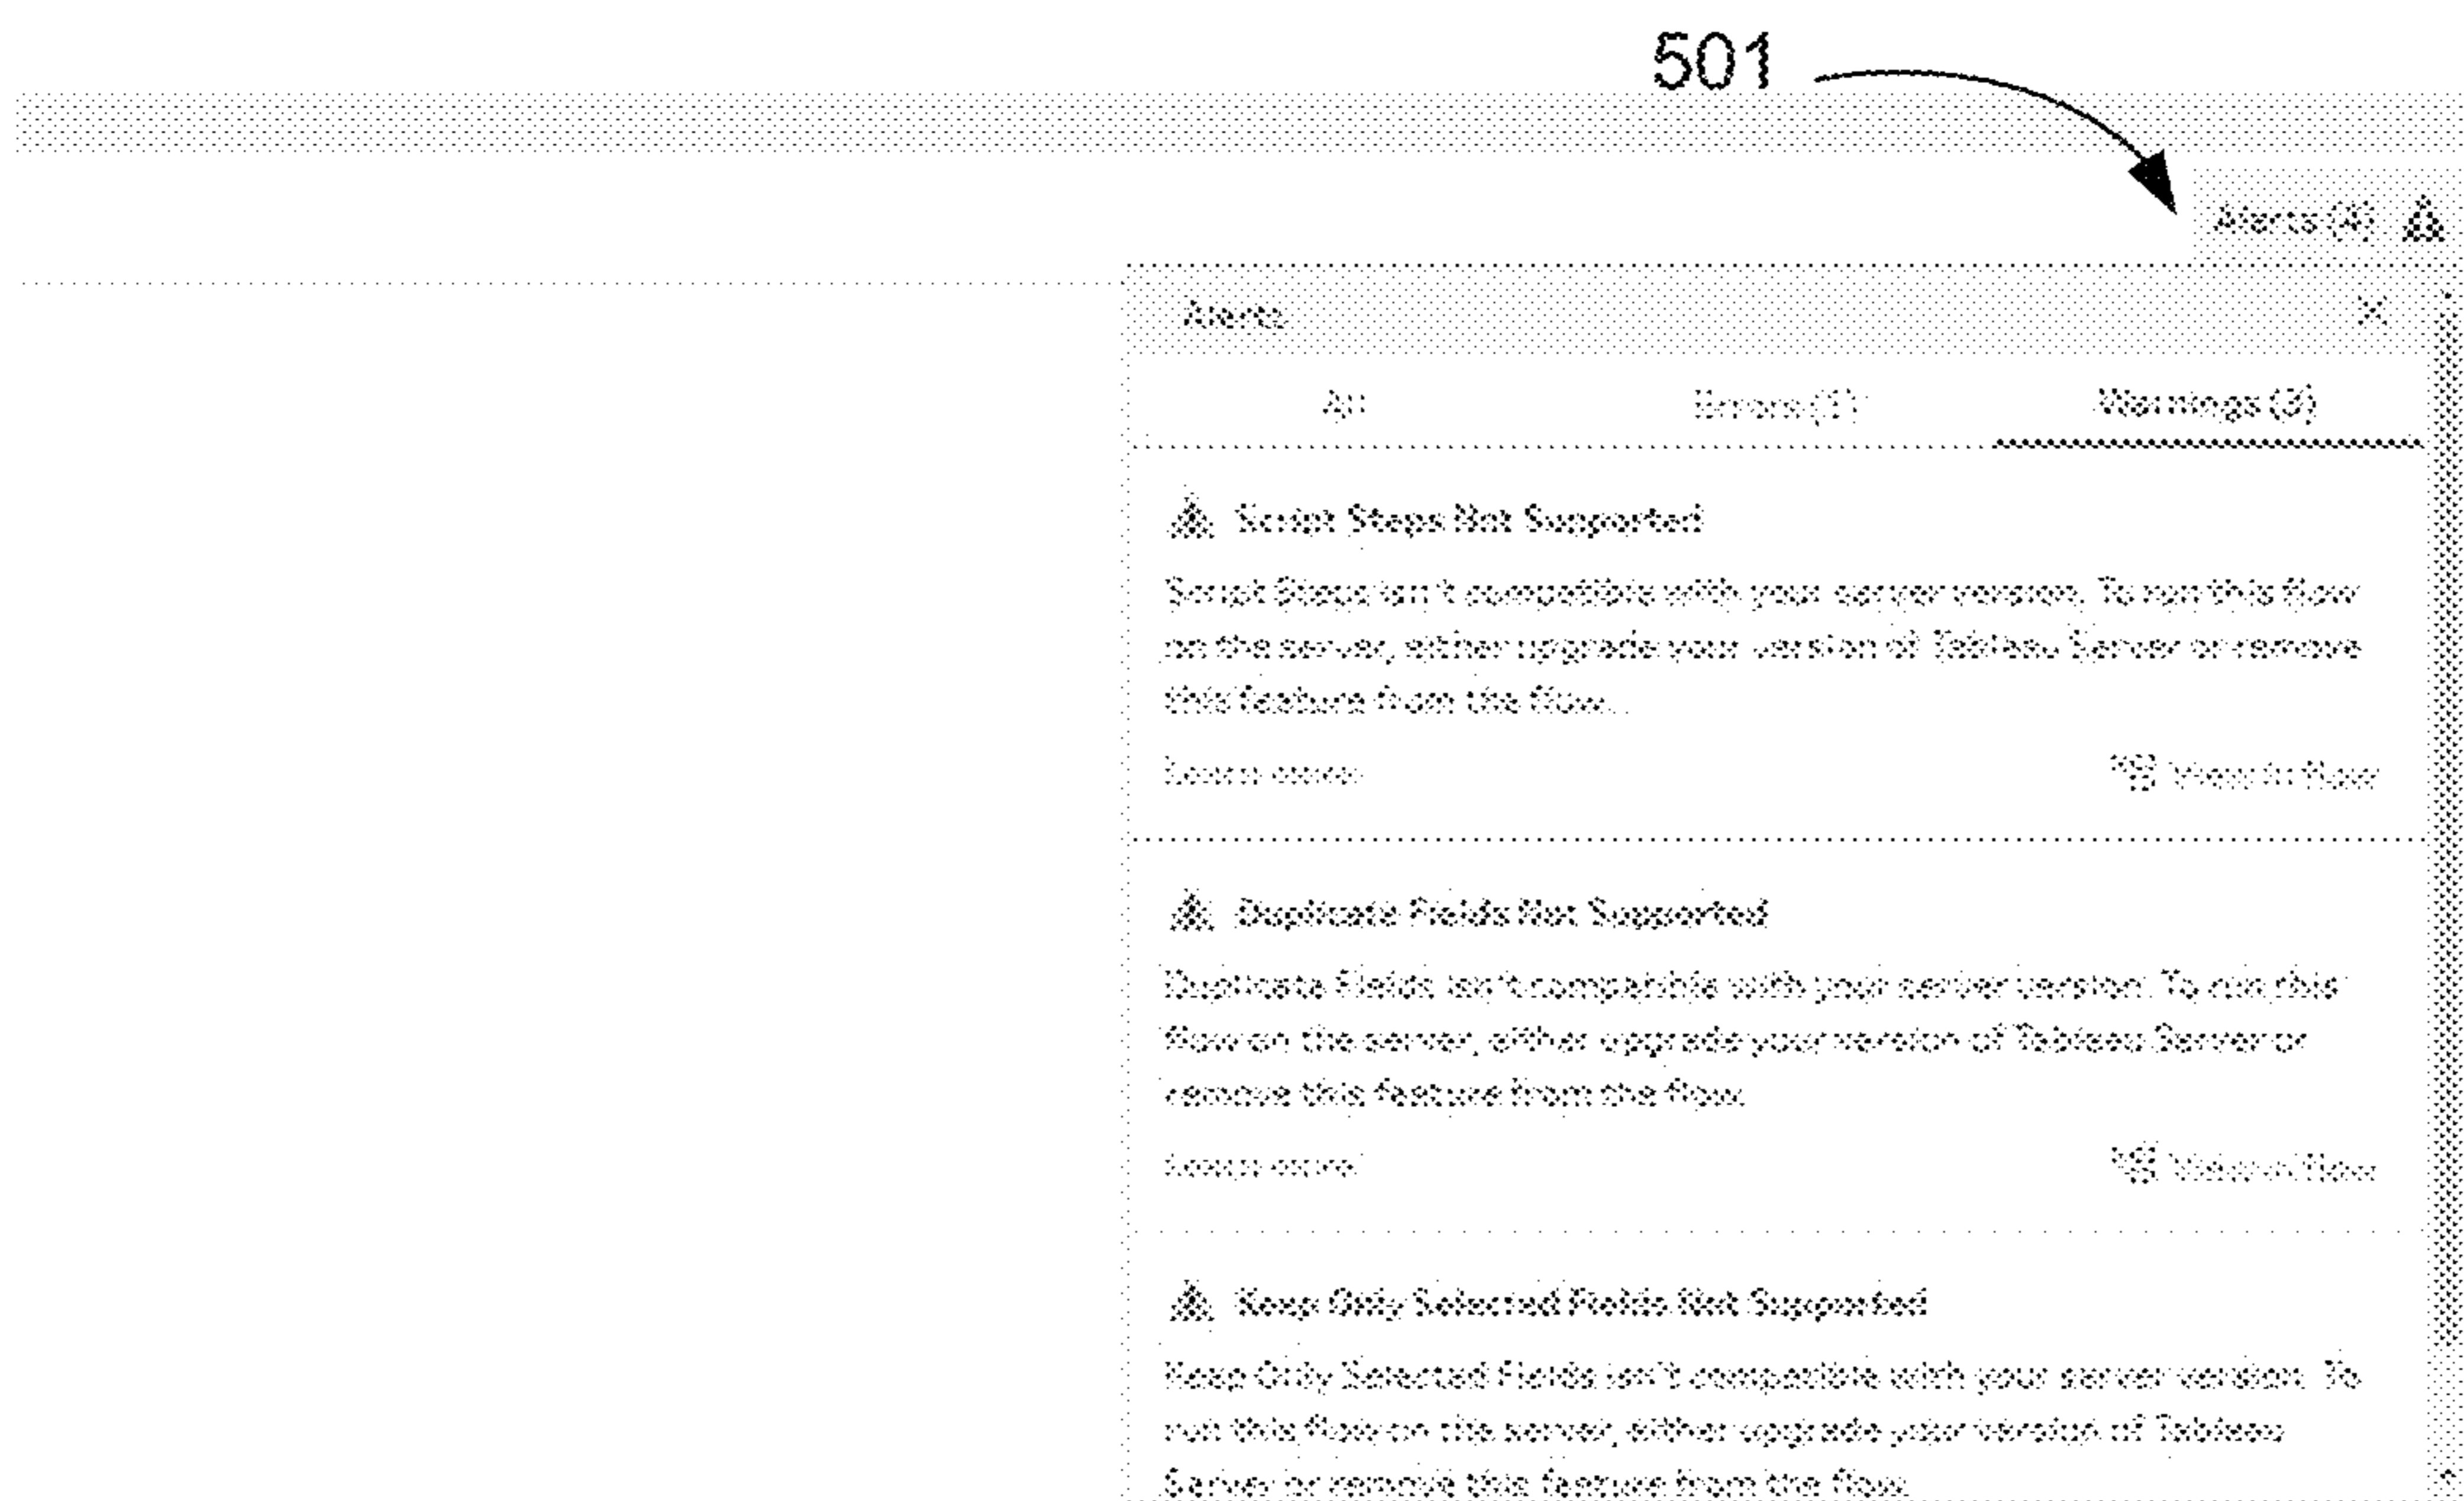 501
Alerts (4)
Alerts
All
Errors (1)
Warnings (3)
Script Steps Not Supported
Script Steps isn't compatible with your server version. To run this flow
on the server, either upgrade your version of Tableau Server or remove
this feature from the flow.
Learn more
View in flow
Duplicate Fields Not Supported
Duplicate Fields isn't compatible with your server version. To run this
flow on the server, either upgrade your version of Tableau Server or
remove this feature from the flow.
Learn more
View in flow
Keep Only Selected Fields Not Supported
Keep Only Selected Fields isn't compatible with your server version. To
run this flow on the server, either upgrade your version of Tableau
Server or remove this feature from the flow.